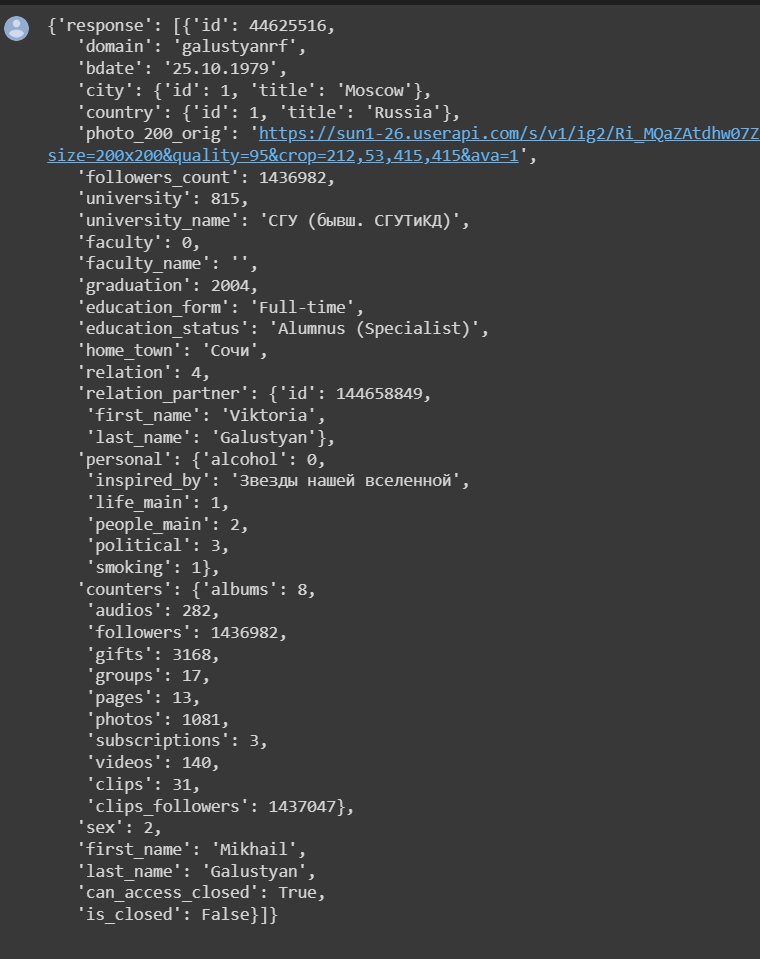 {'response': [{'id': 44625516,
'domain': 'galustyanrf',
'bdate': '25.10.1979',
'city': {'id': 1, 'title': 'Moscow'},
'country': {'id': 1, 'title': 'Russia'},
'photo_200_orig': 'https://sun1-26.userapi.com/s/v1/ig2/Ri_MQaZAtdhw07Z
size=200x200&quality=95&crop=212,53,415,415&ava=1',
'followers_count': 1436982,
'university': 815,
'university_name': 'СГУ (бывш. СГУТиКД)',
'faculty': 0,
'faculty_name': '',
'graduation': 2004,
'education_form': 'Full-time',
'education_status': 'Alumnus (Specialist)',
'home_town': 'Сочи',
'relation': 4,
'relation_partner': {'id': 144658849,
'first_name': 'Viktoria',
'last_name': 'Galustyan'},
'personal': {'alcohol': 0,
'inspired_by': 'Звезды нашей вселенной',
'life_main': 1,
'people_main': 2,
'political': 3,
'smoking': 1},
'counters': {'albums': 8,
'audios': 282,
'followers': 1436982,
'gifts': 3168,
'groups': 17,
'pages': 13,
'photos': 1081,
'subscriptions': 3,
'videos': 140,
'clips': 31,
'clips_followers': 1437047},
'sex': 2,
'first_name': 'Mikhail',
'last_name': 'Galustyan',
'can_access_closed': True,
'is_closed': False}]}